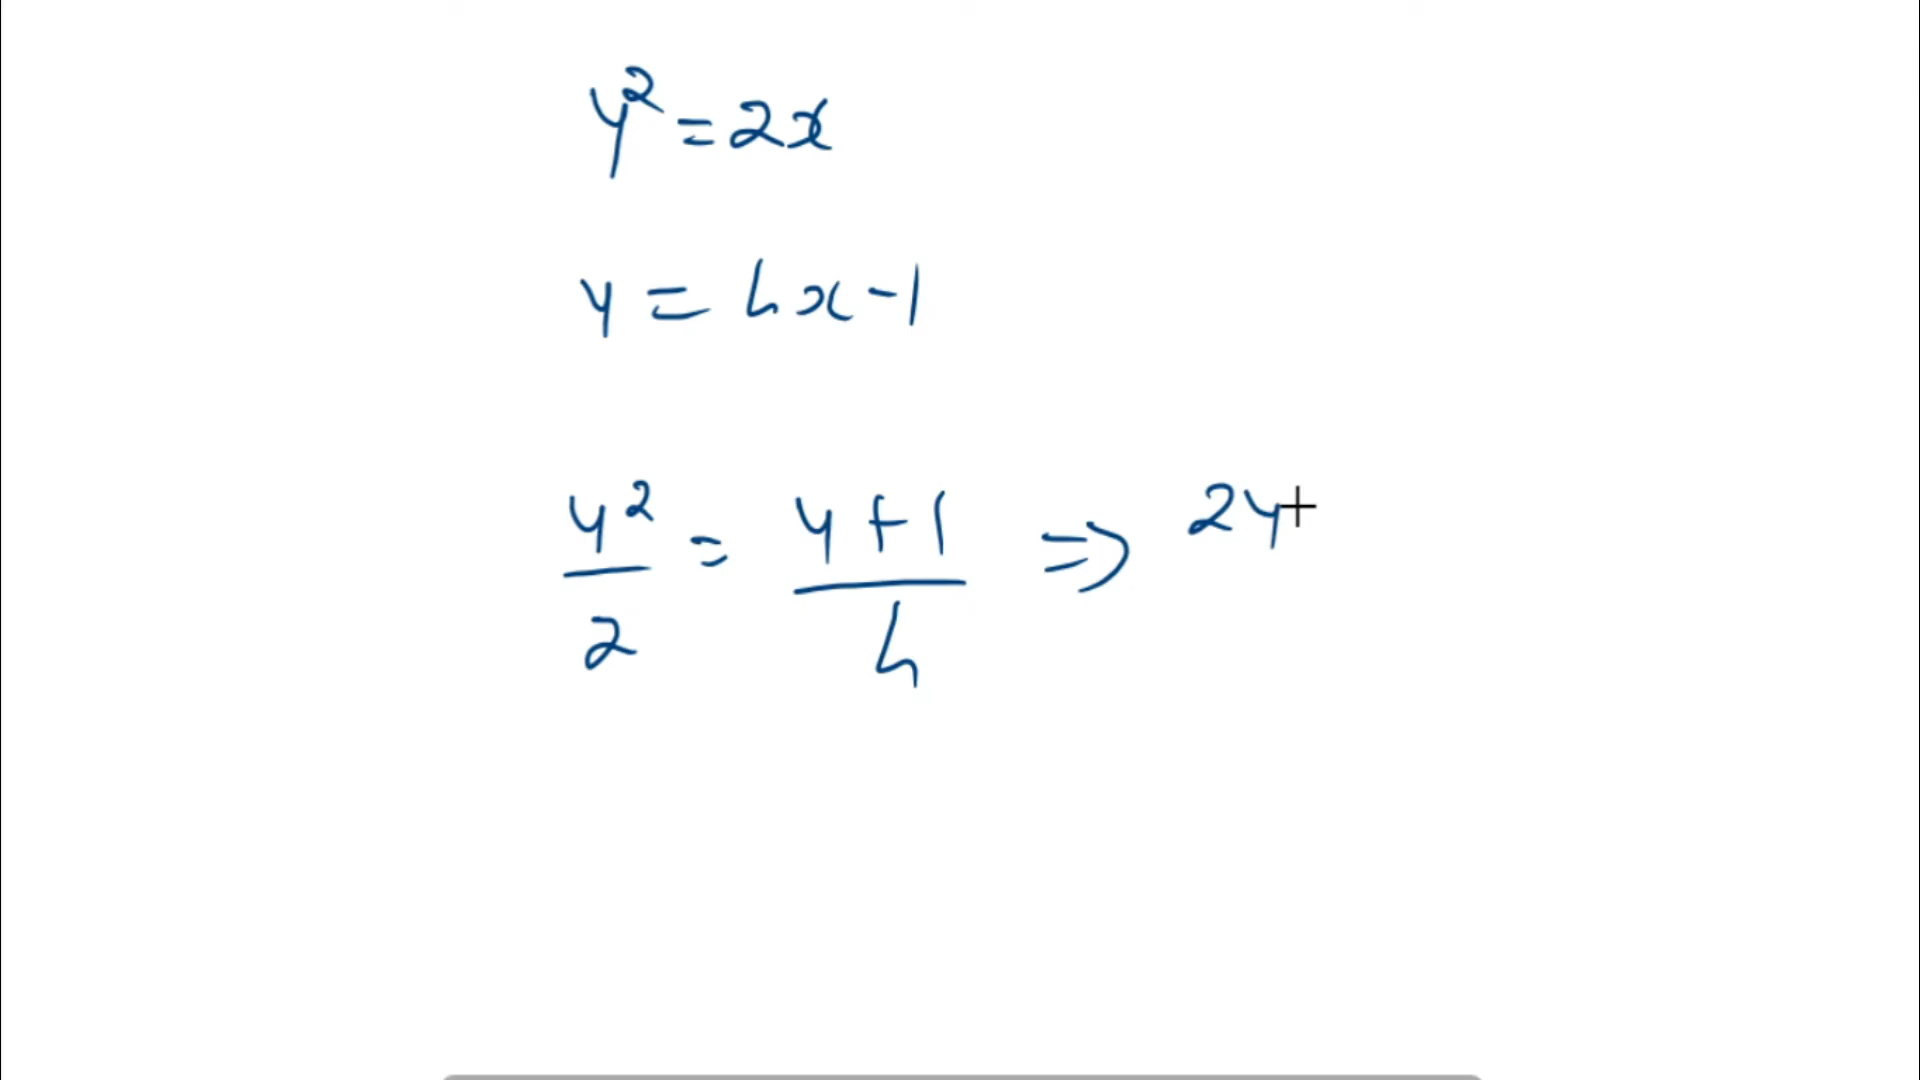 y² = 2x
y = 4x - 1
y²/2 = (y + 1)/4 ⇒ 2y